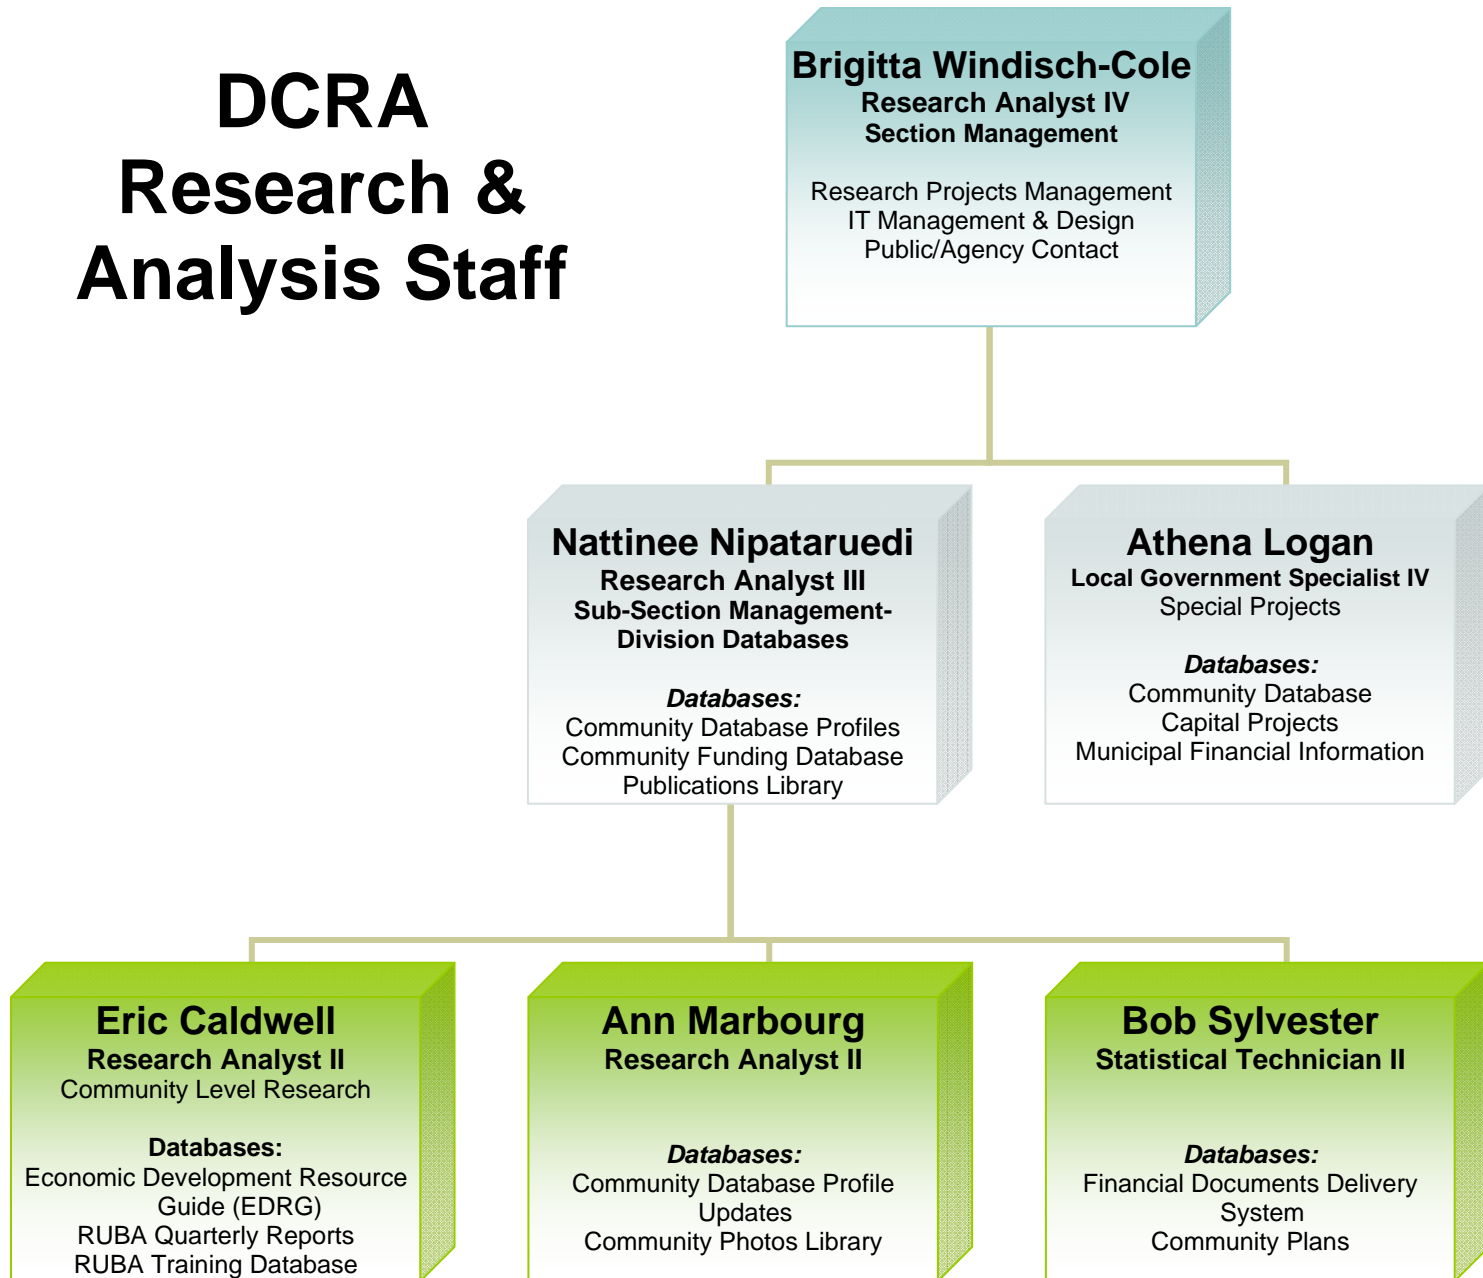 DCRA
Research &
Analysis Staff
Brigitta Windisch-Cole
Research Analyst IV
Section Management
Research Projects Management
IT Management & Design
Public/Agency Contact
Nattinee Nipataruedi
Research Analyst III
Sub-Section Management-
Division Databases
Databases:
Community Database Profiles
Community Funding Database
Publications Library
Athena Logan
Local Government Specialist IV
Special Projects
Databases:
Community Database
Capital Projects
Municipal Financial Information
Eric Caldwell
Research Analyst II
Community Level Research
Databases:
Economic Development Resource
Guide (EDRG)
RUBA Quarterly Reports
RUBA Training Database
Ann Marbourg
Research Analyst II
Databases:
Community Database Profile
Updates
Community Photos Library
Bob Sylvester
Statistical Technician II
Databases:
Financial Documents Delivery
System
Community Plans